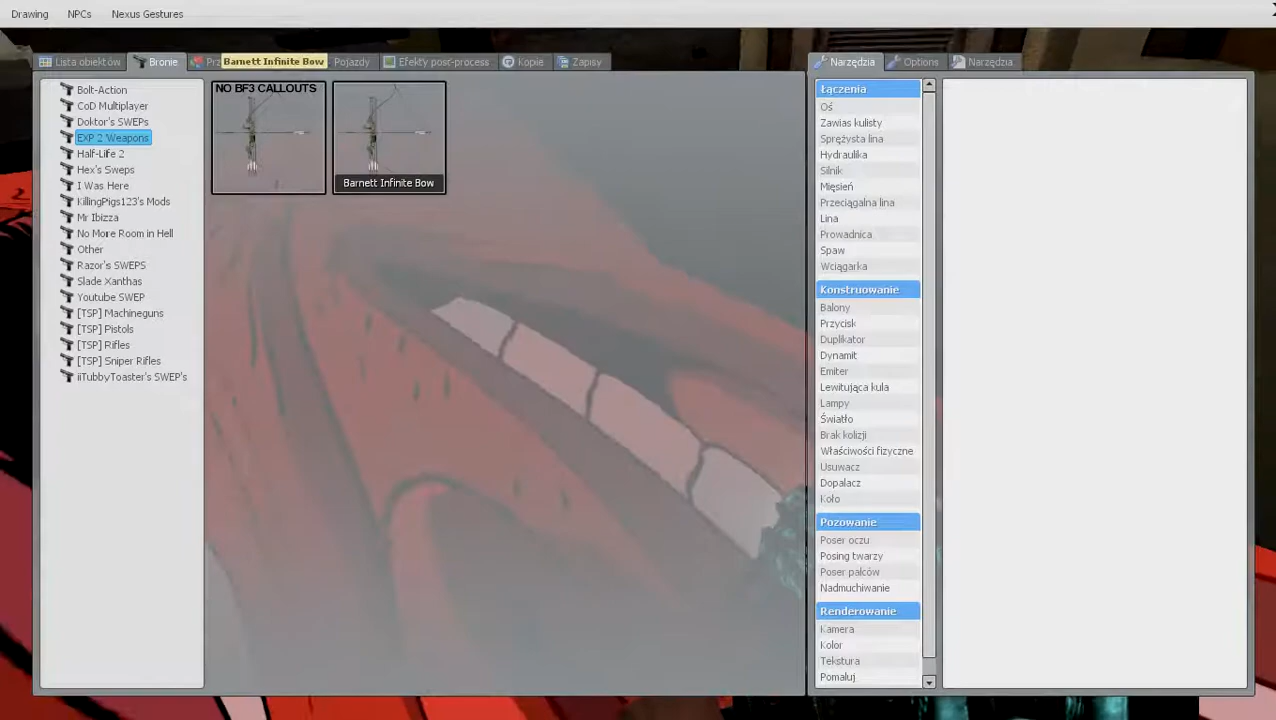 Drawing NPCs Nexus Gestures
Lista obiektów Bronie Barnett Infinite Bow Pojazdy Efekty post-process Kopie Zapisy
Narzędzia Options Narzędzia
Bolt-Action
CoD Multiplayer
Doktor's SWEPs
EXP 2 Weapons
Half-Life 2
Hex's Sweps
I Was Here
KillingPigs123's Mods
Mr Ibizza
No More Room in Hell
Other
Razor's SWEPS
Slade Xanthas
Youtube SWEP
[TSP] Machineguns
[TSP] Pistols
[TSP] Rifles
[TSP] Sniper Rifles
iiTubbyToaster's SWEP's
NO BF3 CALLOUTS
Barnett Infinite Bow
Łączenia
Oś
Zawias kulisty
Sprężysta lina
Hydraulika
Silnik
Mięsień
Przeciągalna lina
Lina
Prowadnica
Spaw
Wciągarka
Konstruowanie
Balony
Przycisk
Duplikator
Dynamit
Emiter
Lewitująca kula
Lampy
Światło
Brak kolizji
Właściwości fizyczne
Usuwacz
Dopalacz
Koło
Pozowanie
Poser oczu
Posing twarzy
Poser palców
Nadmuchiwanie
Renderowanie
Kamera
Kolor
Tekstura
Pomaluj